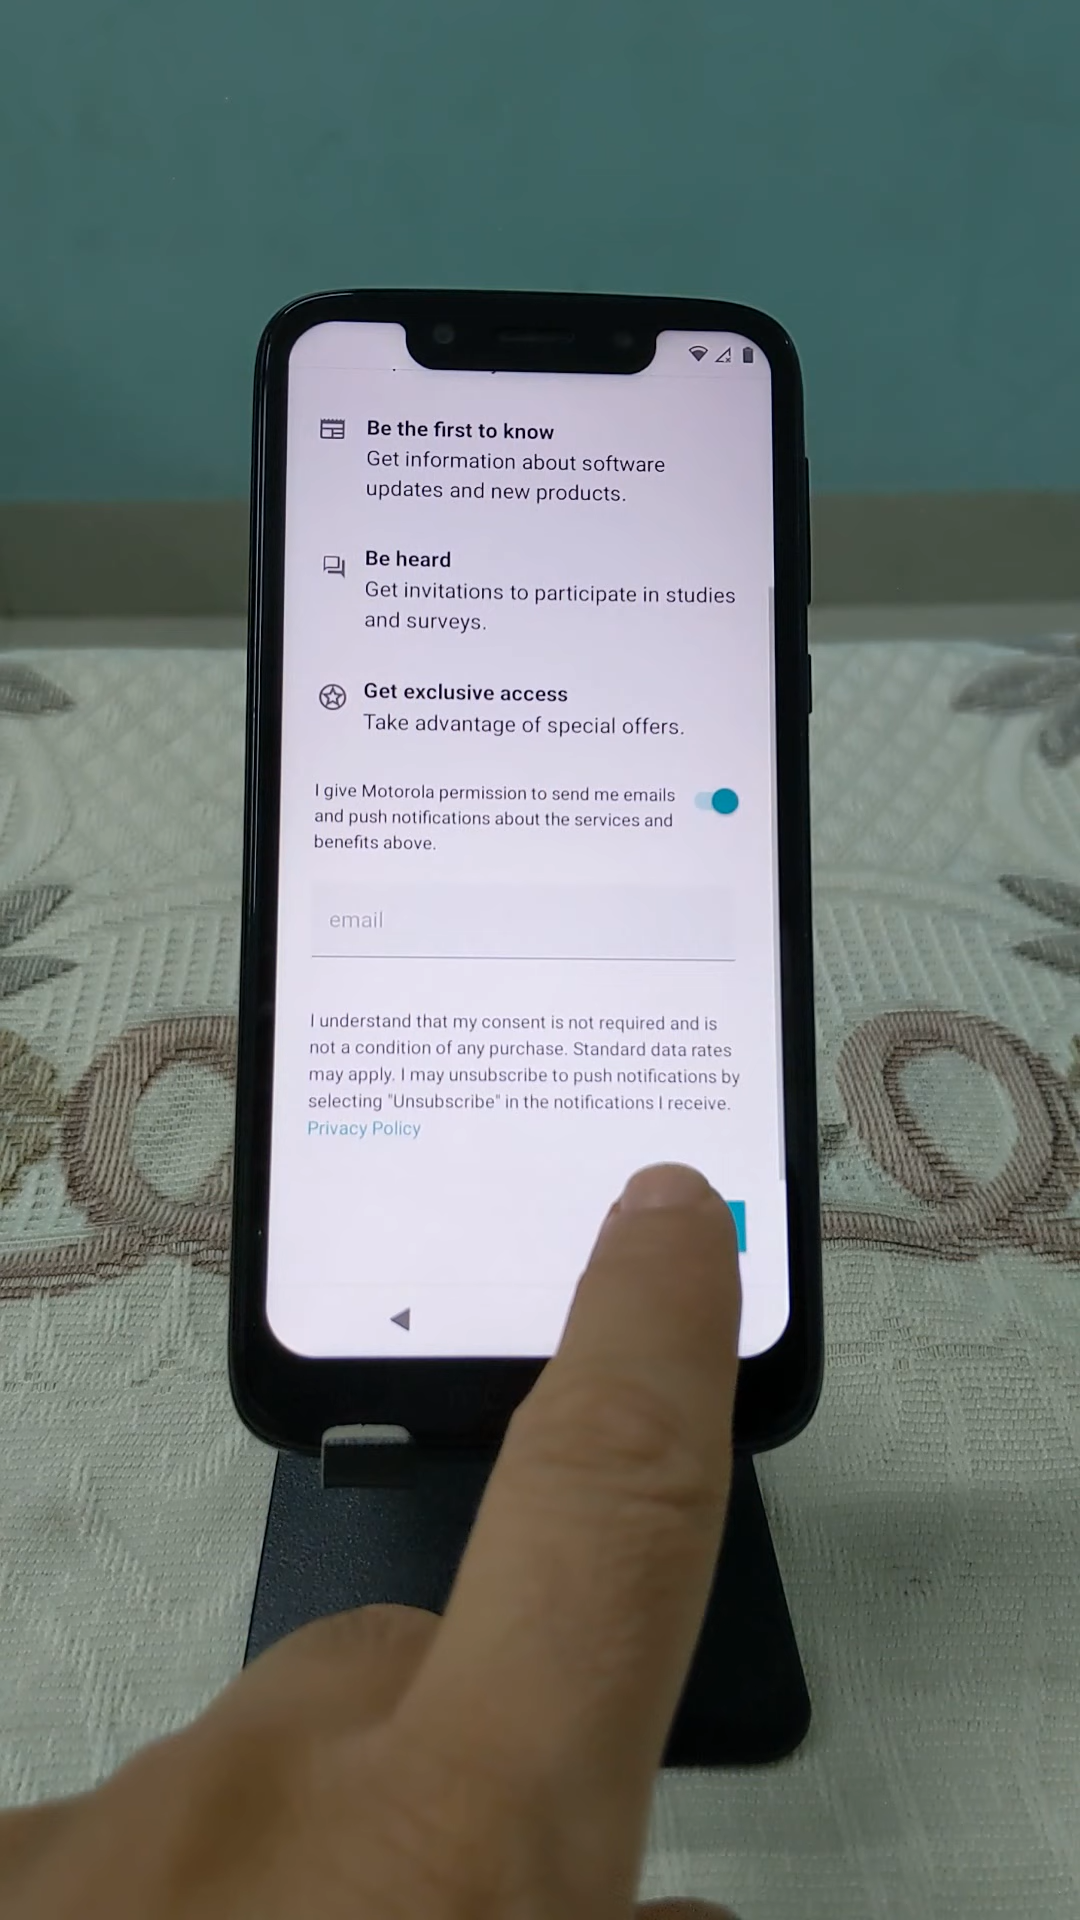 Be the first to know
Get information about software
updates and new products.
Be heard
Get invitations to participate in studies
and surveys.
Get exclusive access
Take advantage of special offers.
I give Motorola permission to send me emails
and push notifications about the services and
benefits above.
email
I understand that my consent is not required and is
not a condition of any purchase. Standard data rates
may apply. I may unsubscribe to push notifications by
selecting "Unsubscribe" in the notifications I receive.
Privacy Policy